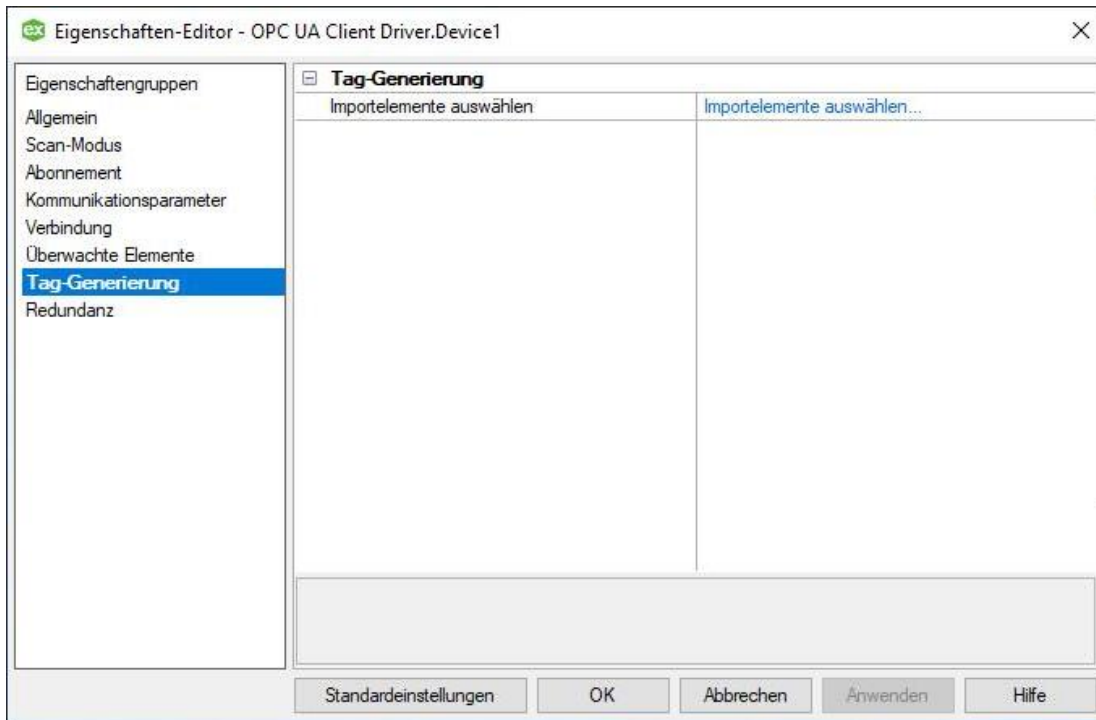 ex Eigenschaften-Editor - OPC UA Client Driver.Device1
Eigenschaftengruppen
Allgemein
Scan-Modus
Abonnement
Kommunikationsparameter
Verbindung
Überwachte Elemente
Tag-Generierung
Redundanz
Tag-Generierung
Importelemente auswählen Importelemente auswählen...
Standardeinstellungen OK Abbrechen Anwenden Hilfe